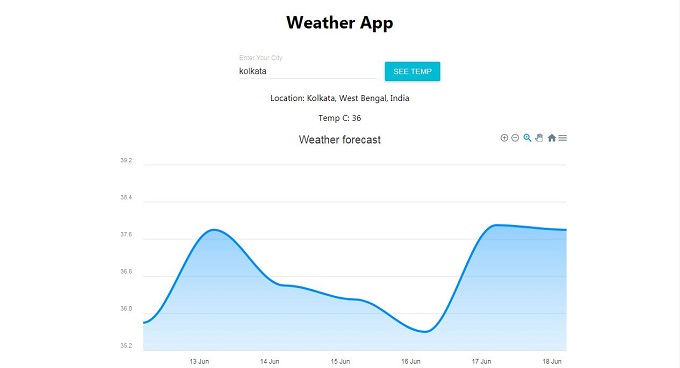 Weather App
Enter Your City
kolkata
SEE TEMP
Location: Kolkata, West Bengal, India
Temp C: 36
Weather forecast
39.2
38.4
37.6
36.8
36.0
35.2
13 Jun 14 Jun 15 Jun 16 Jun 17 Jun 18 Jun